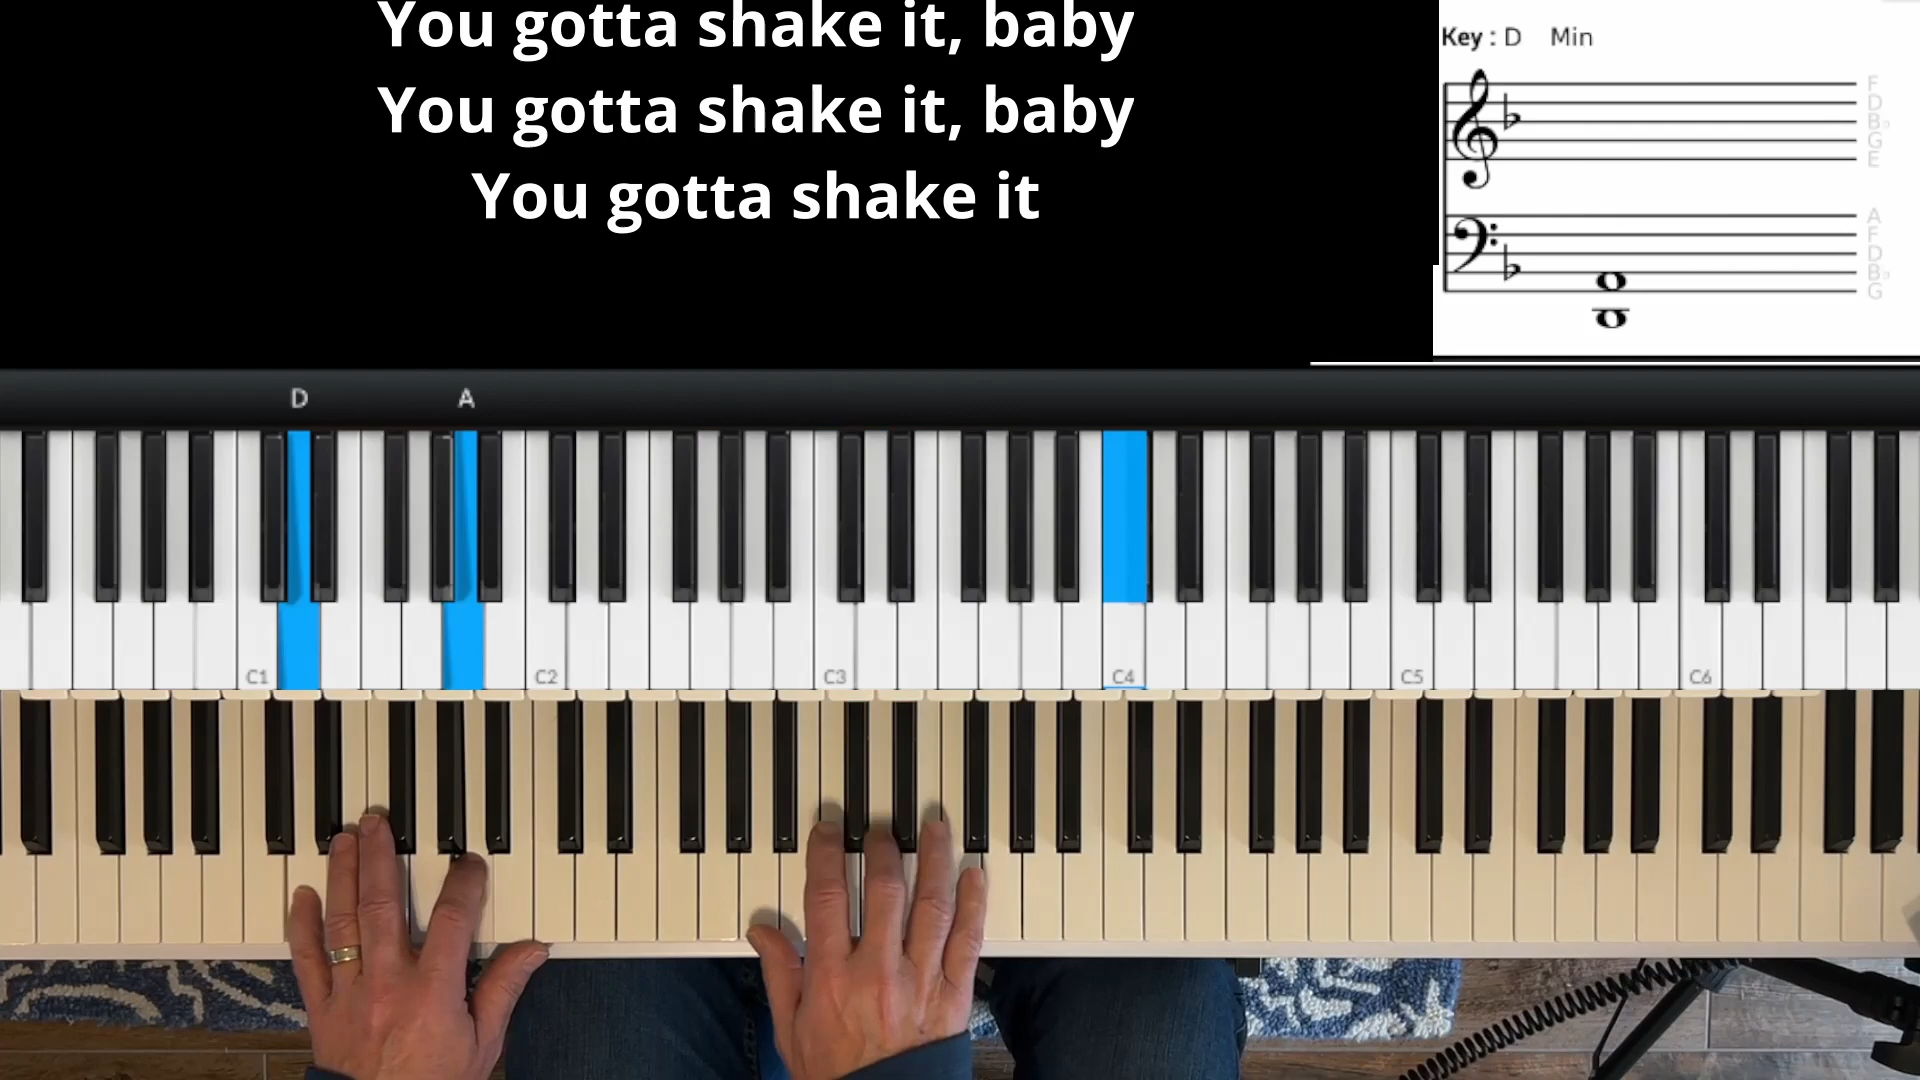 You gotta shake it, baby
You gotta shake it, baby
You gotta shake it
Key : D Min
F
D
B♭
G
E
A
F
D
B♭
G
D A
C1 C2 C3 C4 C5 C6